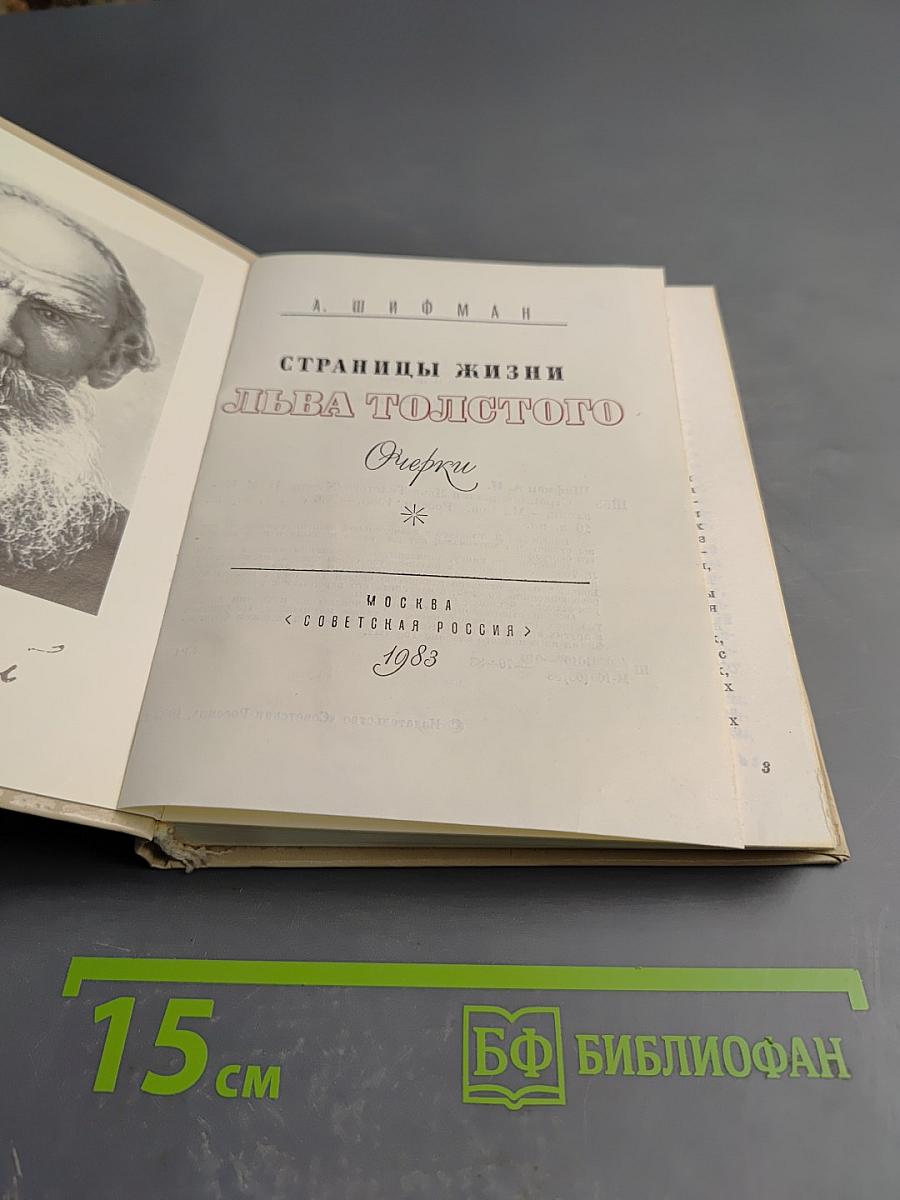 А. ШИФМАН
СТРАНИЦЫ ЖИЗНИ
ЛЬВА ТОЛСТОГО
Очерки
МОСКВА
<СОВЕТСКАЯ РОССИЯ>
1983
3
15 см
БФ БИБЛИОФАН